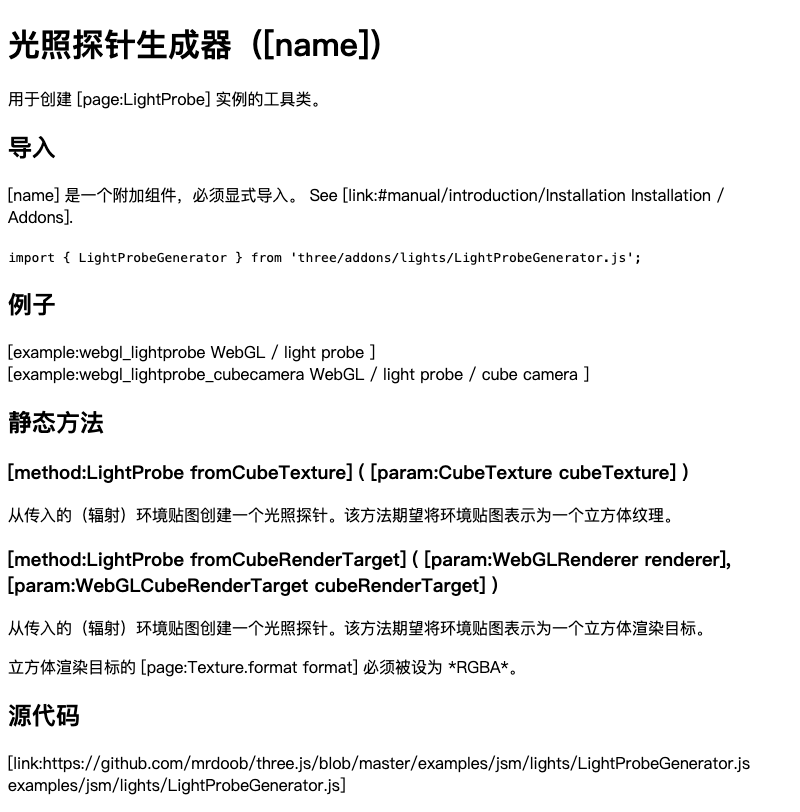 光照探针生成器（[name]）
用于创建 [page:LightProbe] 实例的工具类。
导入
[name] 是一个附加组件，必须显式导入。 See [link:#manual/introduction/Installation Installation /
Addons].
import { LightProbeGenerator } from 'three/addons/lights/LightProbeGenerator.js';
例子
[example:webgl_lightprobe WebGL / light probe ]
[example:webgl_lightprobe_cubecamera WebGL / light probe / cube camera ]
静态方法
[method:LightProbe fromCubeTexture] ( [param:CubeTexture cubeTexture] )
从传入的（辐射）环境贴图创建一个光照探针。该方法期望将环境贴图表示为一个立方体纹理。
[method:LightProbe fromCubeRenderTarget] ( [param:WebGLRenderer renderer],
[param:WebGLCubeRenderTarget cubeRenderTarget] )
从传入的（辐射）环境贴图创建一个光照探针。该方法期望将环境贴图表示为一个立方体渲染目标。
立方体渲染目标的 [page:Texture.format format] 必须被设为 *RGBA*。
源代码
[link:https://github.com/mrdoob/three.js/blob/master/examples/jsm/lights/LightProbeGenerator.js
examples/jsm/lights/LightProbeGenerator.js]